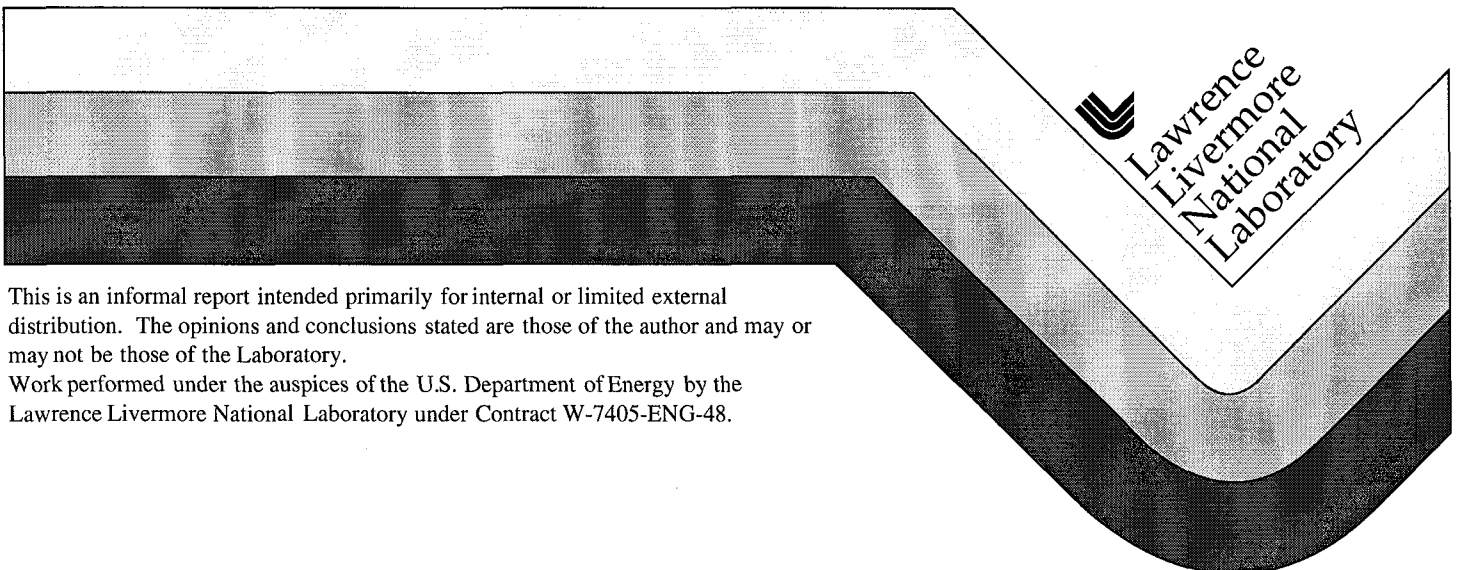 Lawrence
Livermore
National
Laboratory
This is an informal report intended primarily for internal or limited external
distribution. The opinions and conclusions stated are those of the author and may or
may not be those of the Laboratory.
Work performed under the auspices of the U.S. Department of Energy by the
Lawrence Livermore National Laboratory under Contract W-7405-ENG-48.